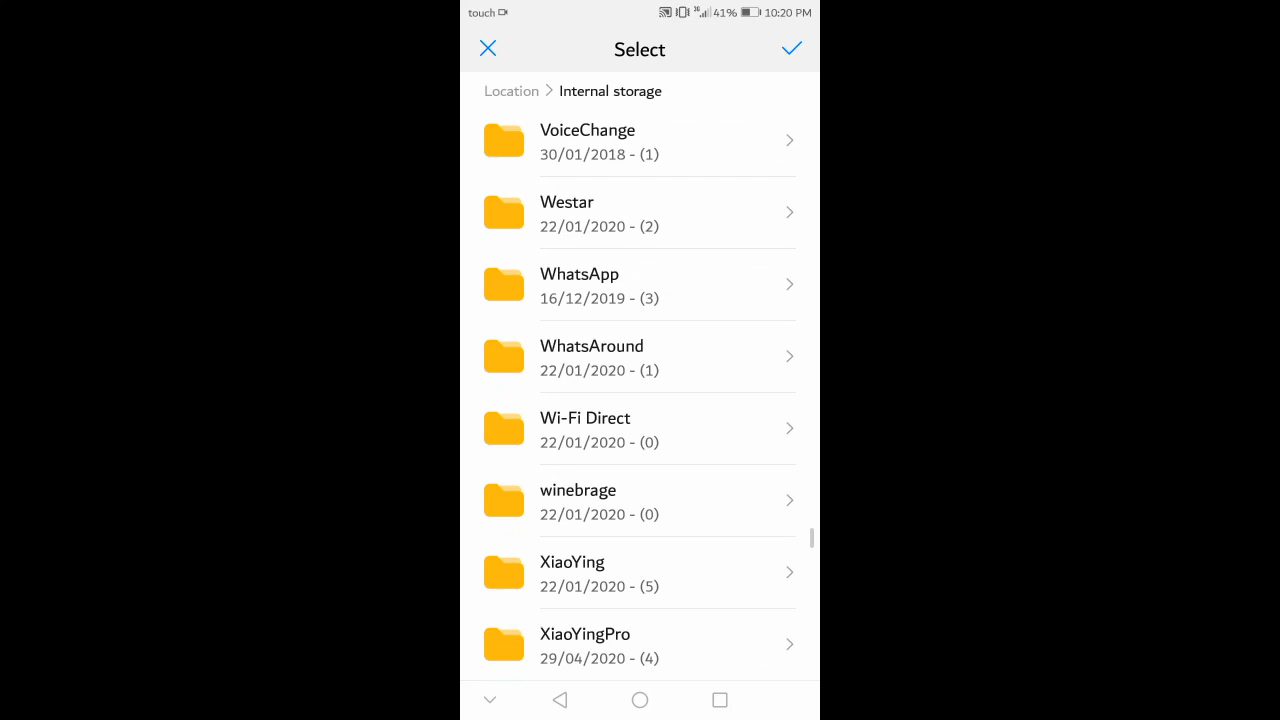 touch 3G 41% 10:20 PM
Select
Location Internal storage
VoiceChange
30/01/2018 - (1)
Westar
22/01/2020 - (2)
WhatsApp
16/12/2019 - (3)
WhatsAround
22/01/2020 - (1)
Wi-Fi Direct
22/01/2020 - (0)
winebrage
22/01/2020 - (0)
XiaoYing
22/01/2020 - (5)
XiaoYingPro
29/04/2020 - (4)